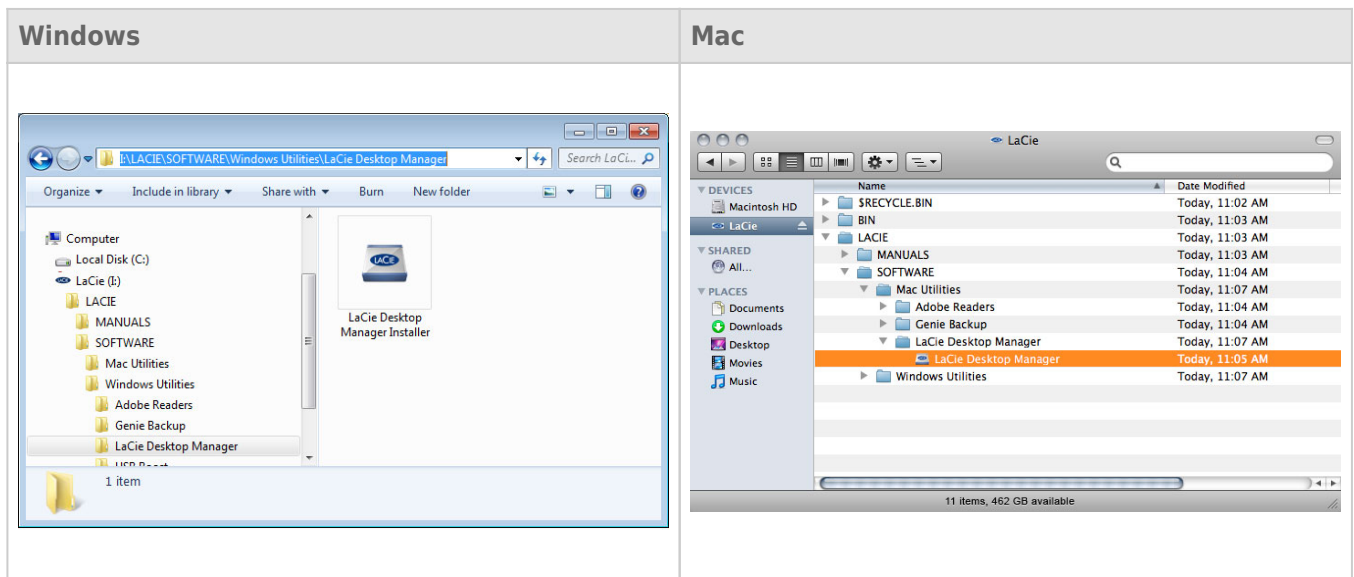 Windows
I:\LACIE\SOFTWARE\Windows Utilities\LaCie Desktop Manager
Search LaCi...
Organize Include in library Share with Burn New folder
Computer
Local Disk (C:)
LaCie (I:)
LACIE
MANUALS
SOFTWARE
Mac Utilities
Windows Utilities
Adobe Readers
Genie Backup
LaCie Desktop Manager
USB Boost
LACIE
LaCie Desktop
Manager Installer
1 item
Mac
LaCie
DEVICES
Macintosh HD
LaCie
SHARED
All...
PLACES
Documents
Downloads
Desktop
Movies
Music
Name Date Modified
$RECYCLE.BIN Today, 11:02 AM
BIN Today, 11:03 AM
LACIE Today, 11:03 AM
MANUALS Today, 11:03 AM
SOFTWARE Today, 11:04 AM
Mac Utilities Today, 11:07 AM
Adobe Readers Today, 11:04 AM
Genie Backup Today, 11:04 AM
LaCie Desktop Manager Today, 11:07 AM
LaCie Desktop Manager Today, 11:05 AM
Windows Utilities Today, 11:07 AM
11 items, 462 GB available